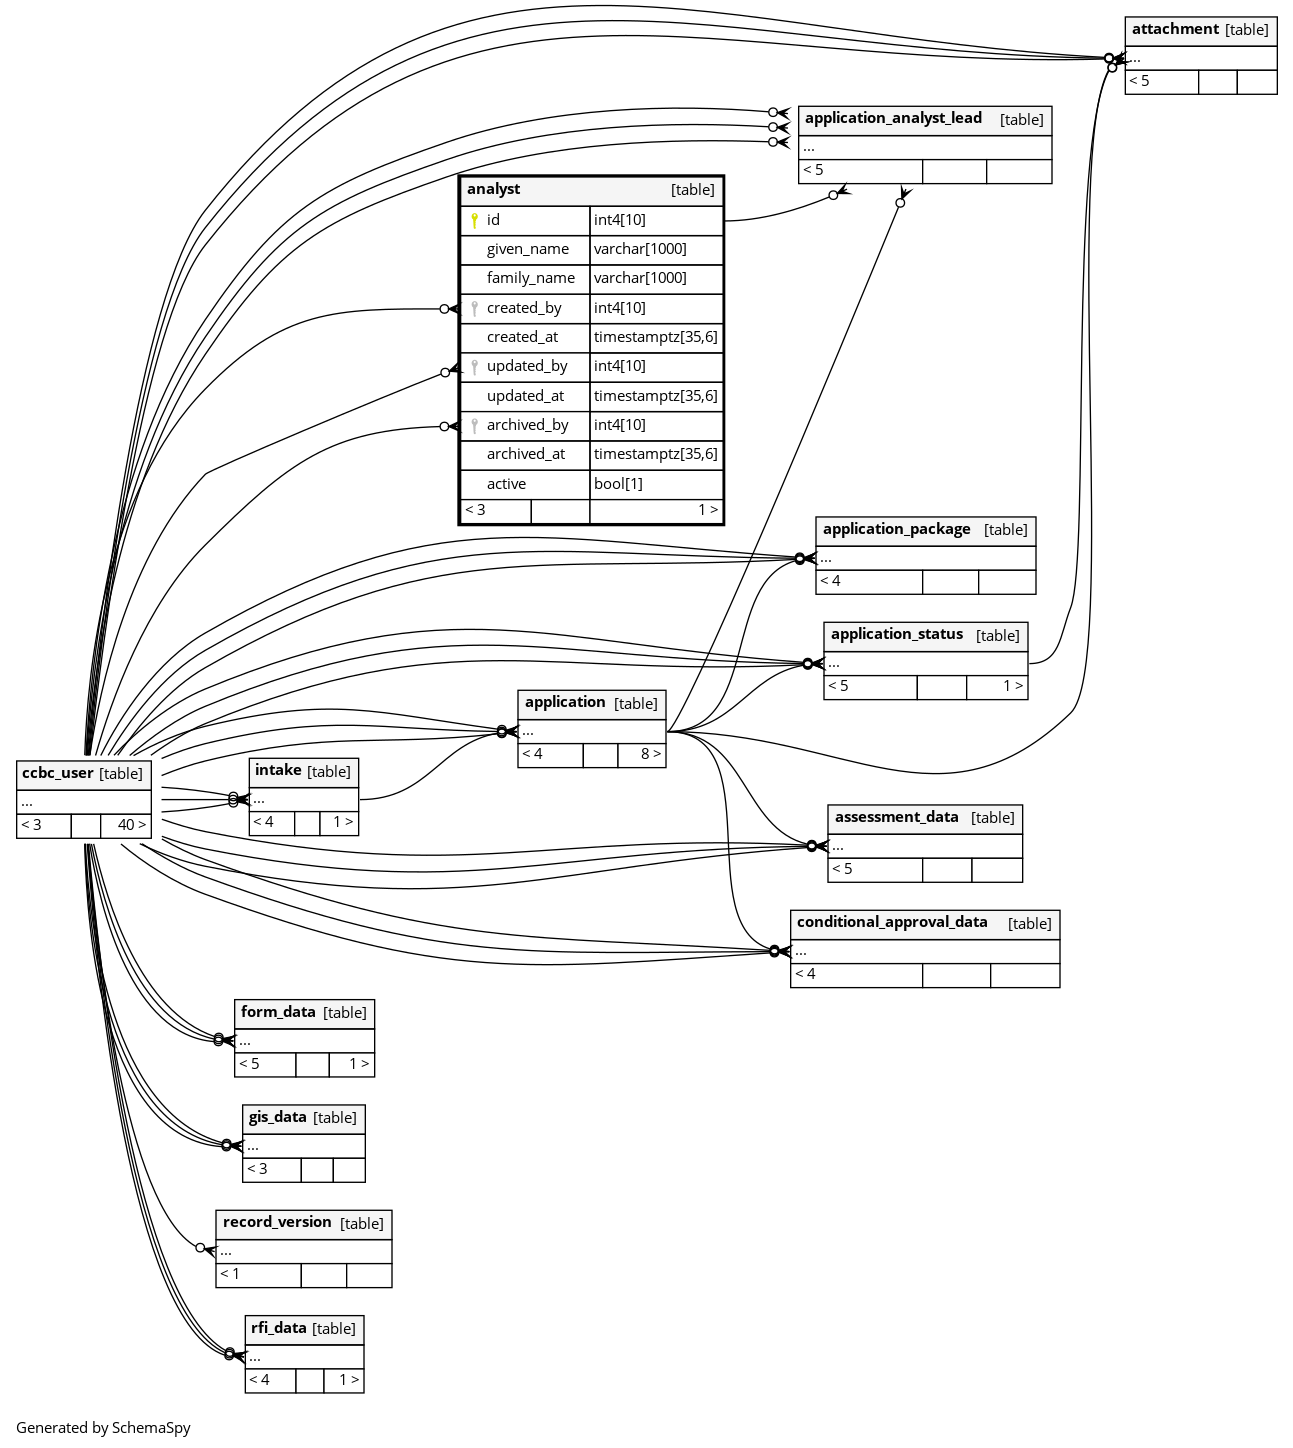 attachment [table]
...
< 5
application_analyst_lead [table]
...
< 5
analyst [table]
id int4[10]
given_name varchar[1000]
family_name varchar[1000]
created_by int4[10]
created_at timestamptz[35,6]
updated_by int4[10]
updated_at timestamptz[35,6]
archived_by int4[10]
archived_at timestamptz[35,6]
active bool[1]
< 3 1 >
application_package [table]
...
< 4
application_status [table]
...
< 5 1 >
application [table]
...
< 4 8 >
ccbc_user [table]
...
< 3 40 >
intake [table]
...
< 4 1 >
assessment_data [table]
...
< 5
conditional_approval_data [table]
...
< 4
form_data [table]
...
< 5 1 >
gis_data [table]
...
< 3
record_version [table]
...
< 1
rfi_data [table]
...
< 4 1 >
Generated by SchemaSpy